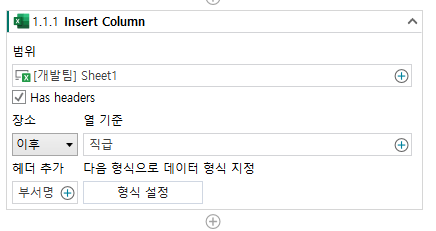 1.1.1 Insert Column
범위
[개발팀] Sheet1
Has headers
장소 열 기준
이후 직급
헤더 추가 다음 형식으로 데이터 형식 지정
부서명 형식 설정